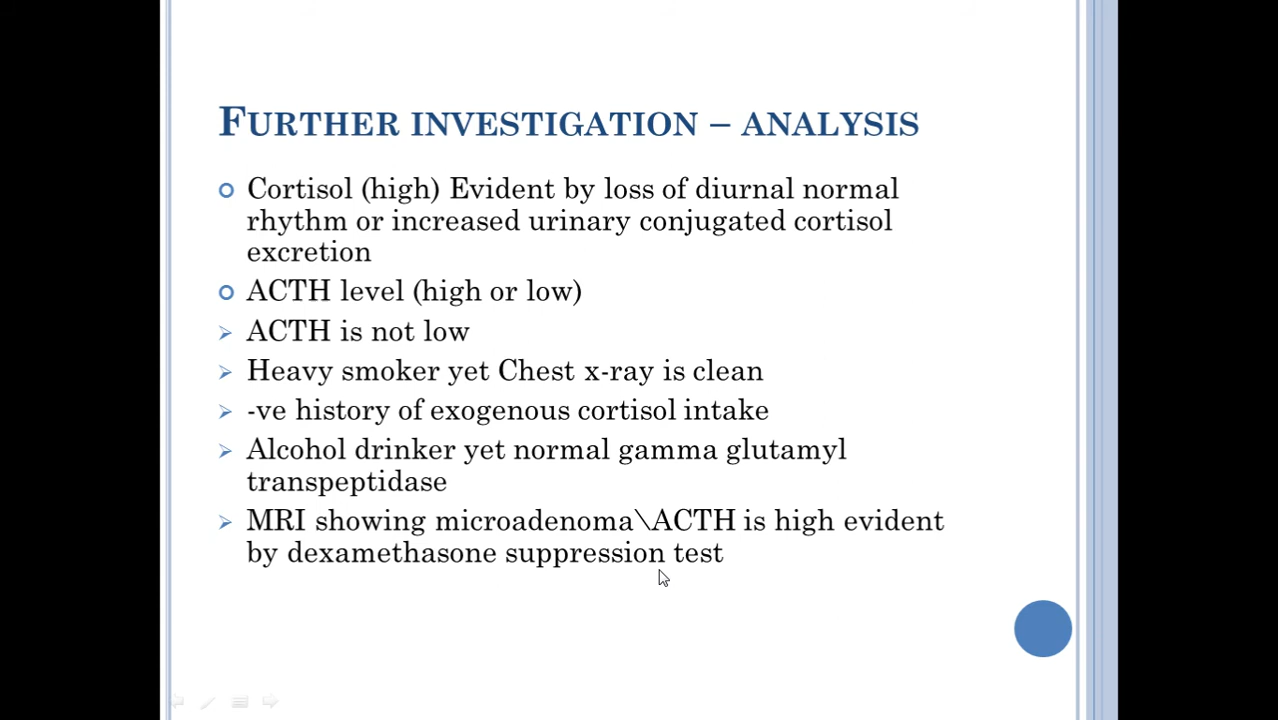 FURTHER INVESTIGATION – ANALYSIS
Cortisol (high) Evident by loss of diurnal normal
rhythm or increased urinary conjugated cortisol
excretion
ACTH level (high or low)
ACTH is not low
Heavy smoker yet Chest x-ray is clean
-ve history of exogenous cortisol intake
Alcohol drinker yet normal gamma glutamyl
transpeptidase
MRI showing microadenoma\ACTH is high evident
by dexamethasone suppression test